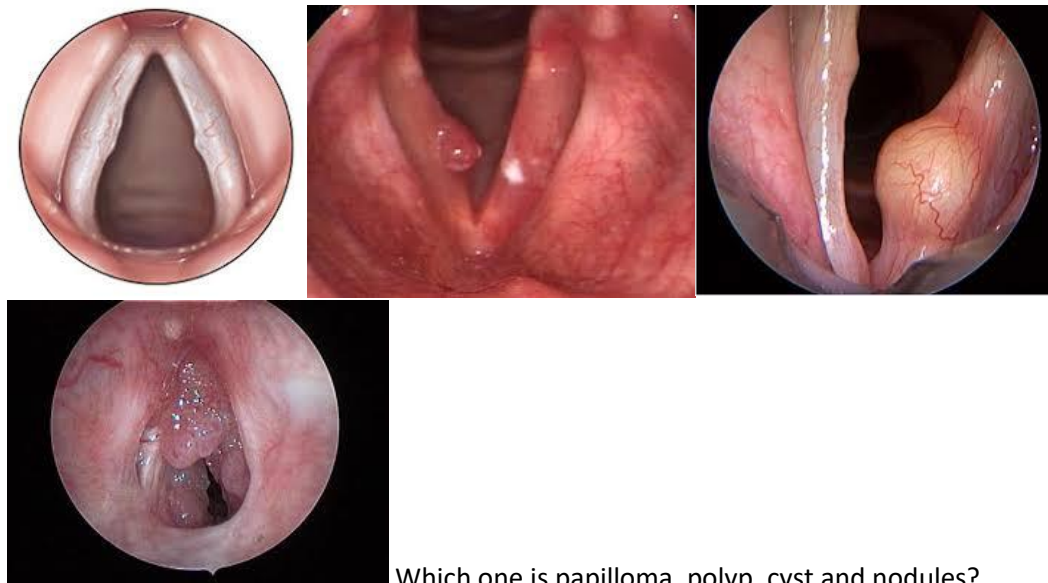 Which one is papilloma, polyp, cyst and nodules?